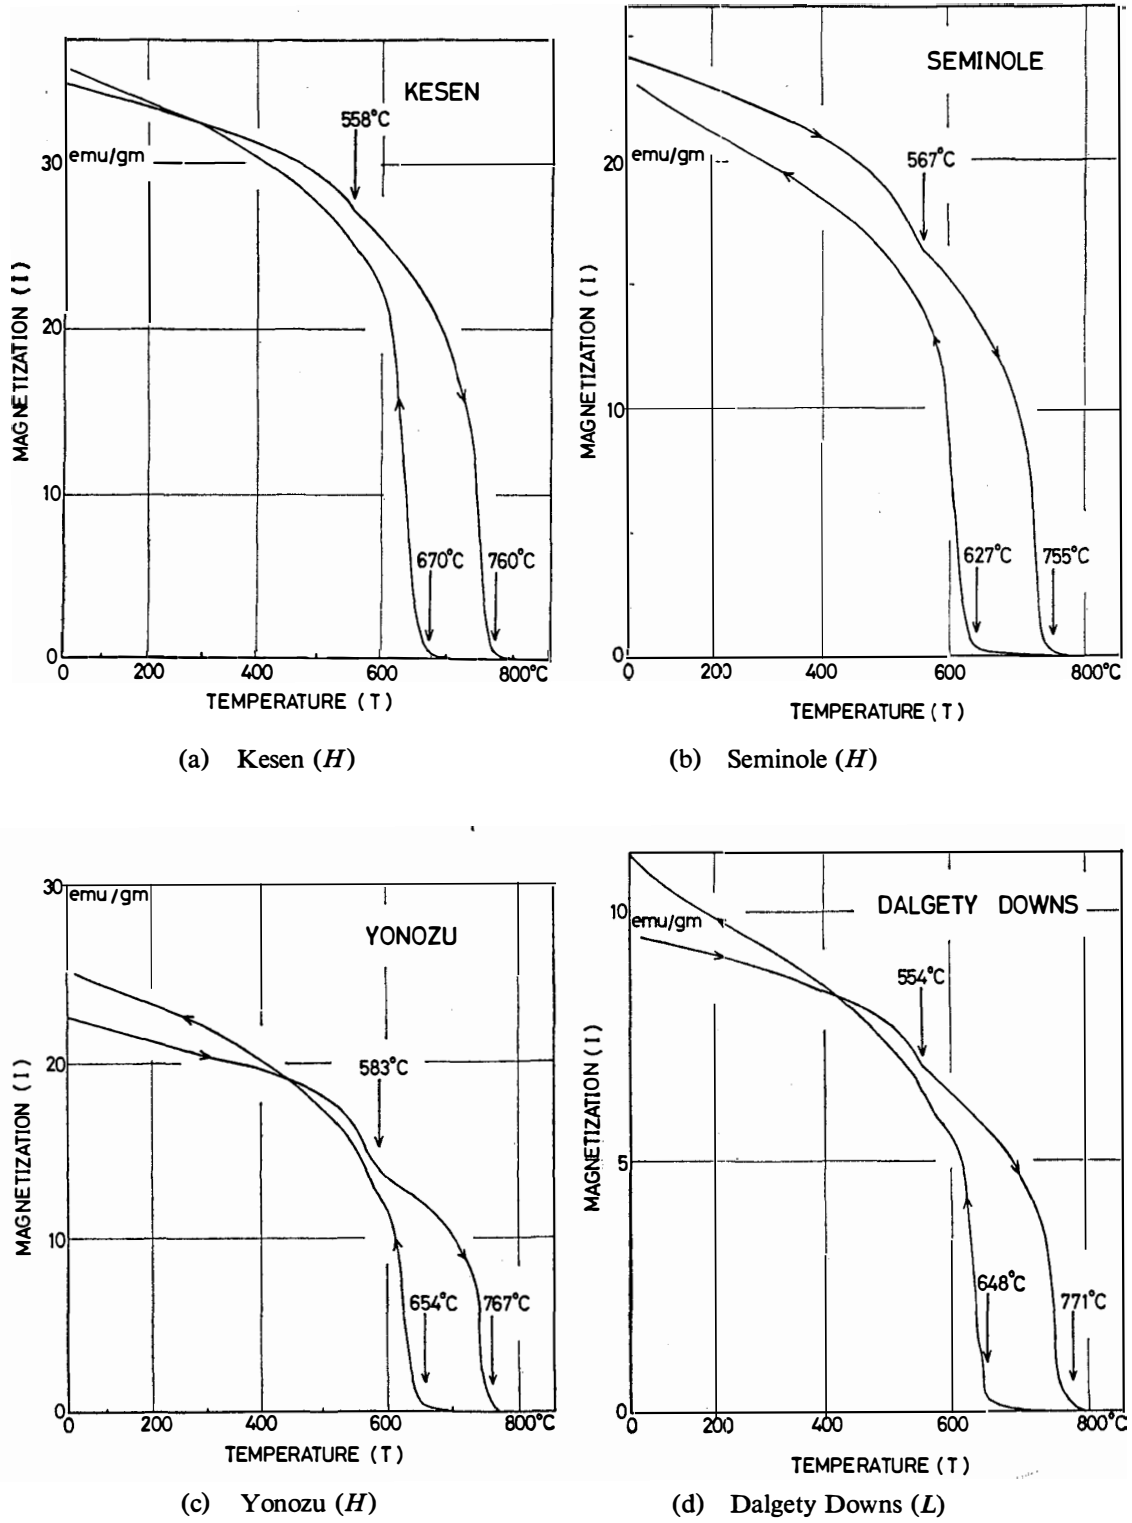 KESEN
558°C
30
emu/gm
20
10
670°C
760°C
0
0 200 400 600 800°C
MAGNETIZATION (I)
TEMPERATURE (T)
(a) Kesen (H)
SEMINOLE
20
emu/gm
567°C
10
627°C
755°C
0
0 200 400 600 800°C
MAGNETIZATION (I)
TEMPERATURE (T)
(b) Seminole (H)
30
emu/gm
YONOZU
20
583°C
10
654°C
767°C
0
0 200 400 600 800°C
MAGNETIZATION (I)
TEMPERATURE (T)
(c) Yonozu (H)
10
DALGETY DOWNS
emu/gm
554°C
5
648°C
771°C
0
0 200 400 600 800°C
MAGNETIZATION (I)
TEMPERATURE (T)
(d) Dalgety Downs (L)